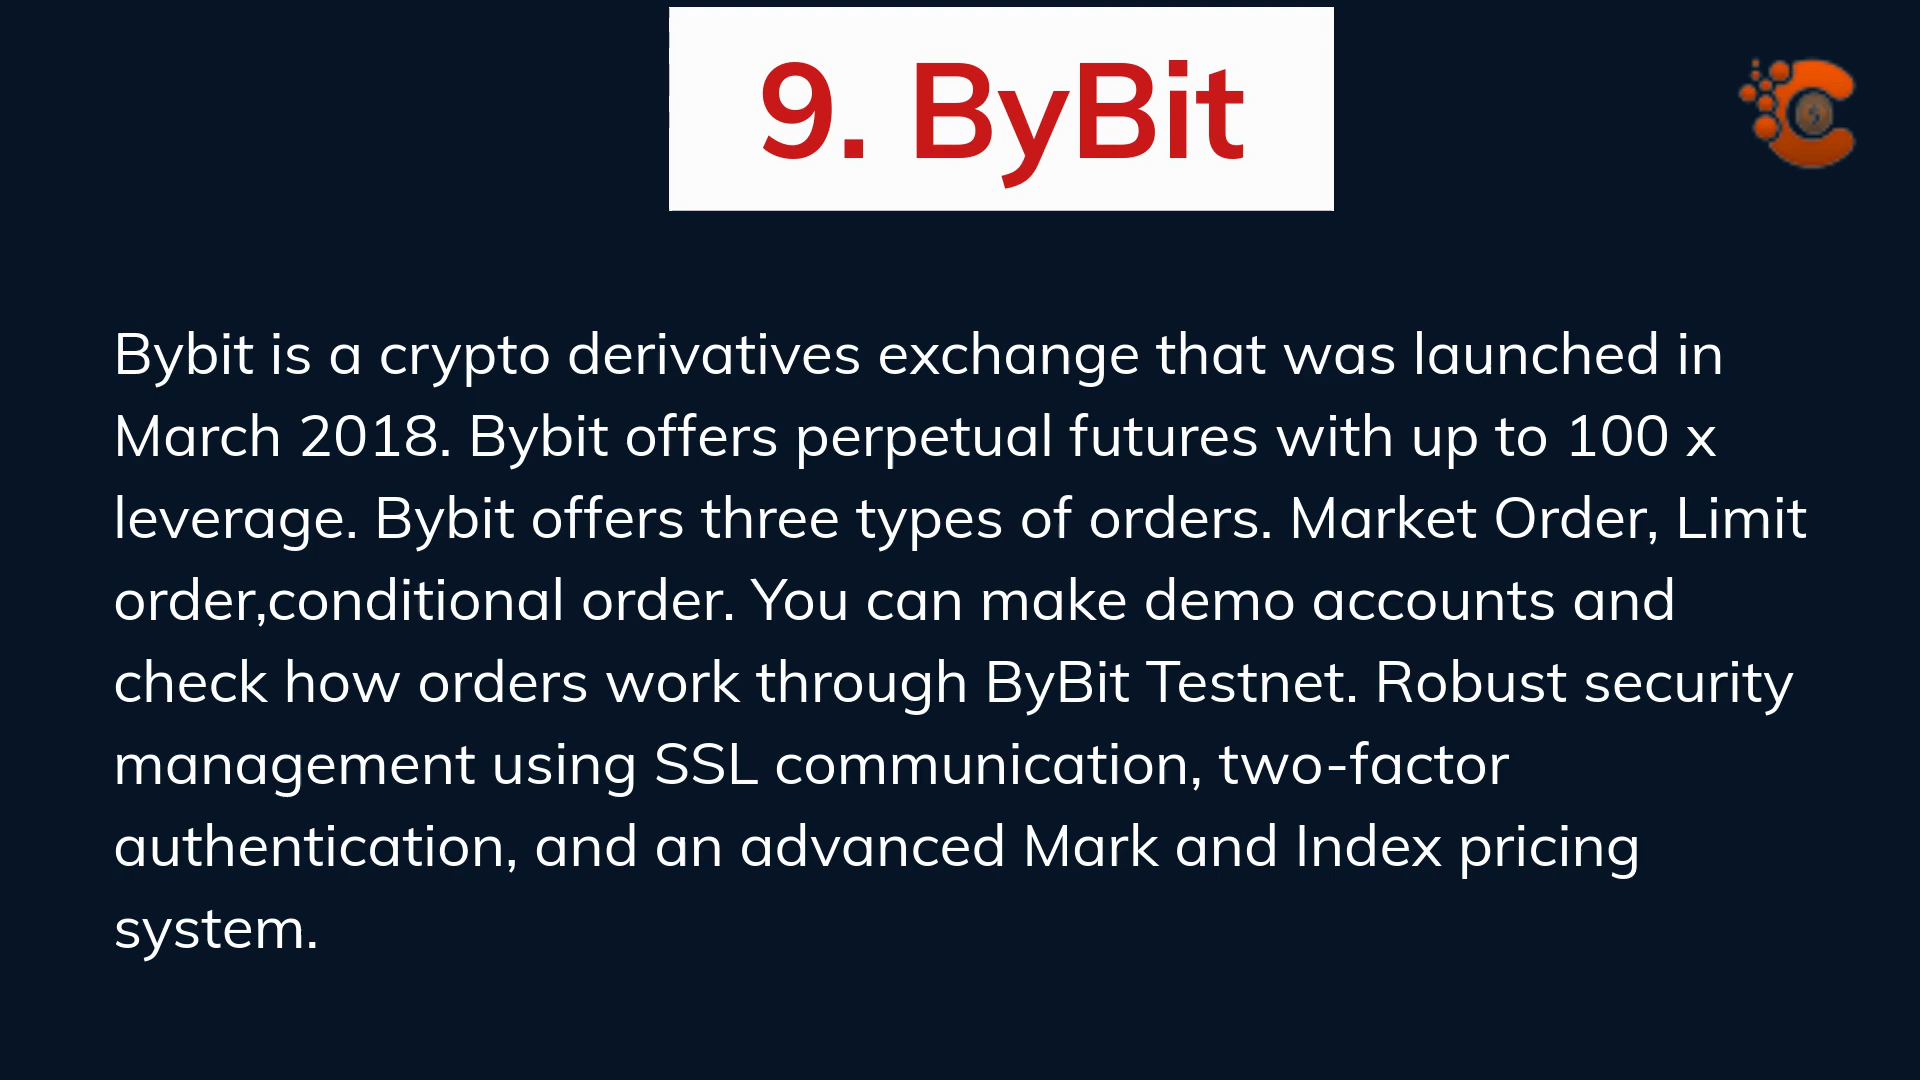 9. ByBit
Bybit is a crypto derivatives exchange that was launched in
March 2018. Bybit offers perpetual futures with up to 100 x
leverage. Bybit offers three types of orders. Market Order, Limit
order,conditional order. You can make demo accounts and
check how orders work through ByBit Testnet. Robust security
management using SSL communication, two-factor
authentication, and an advanced Mark and Index pricing
system.